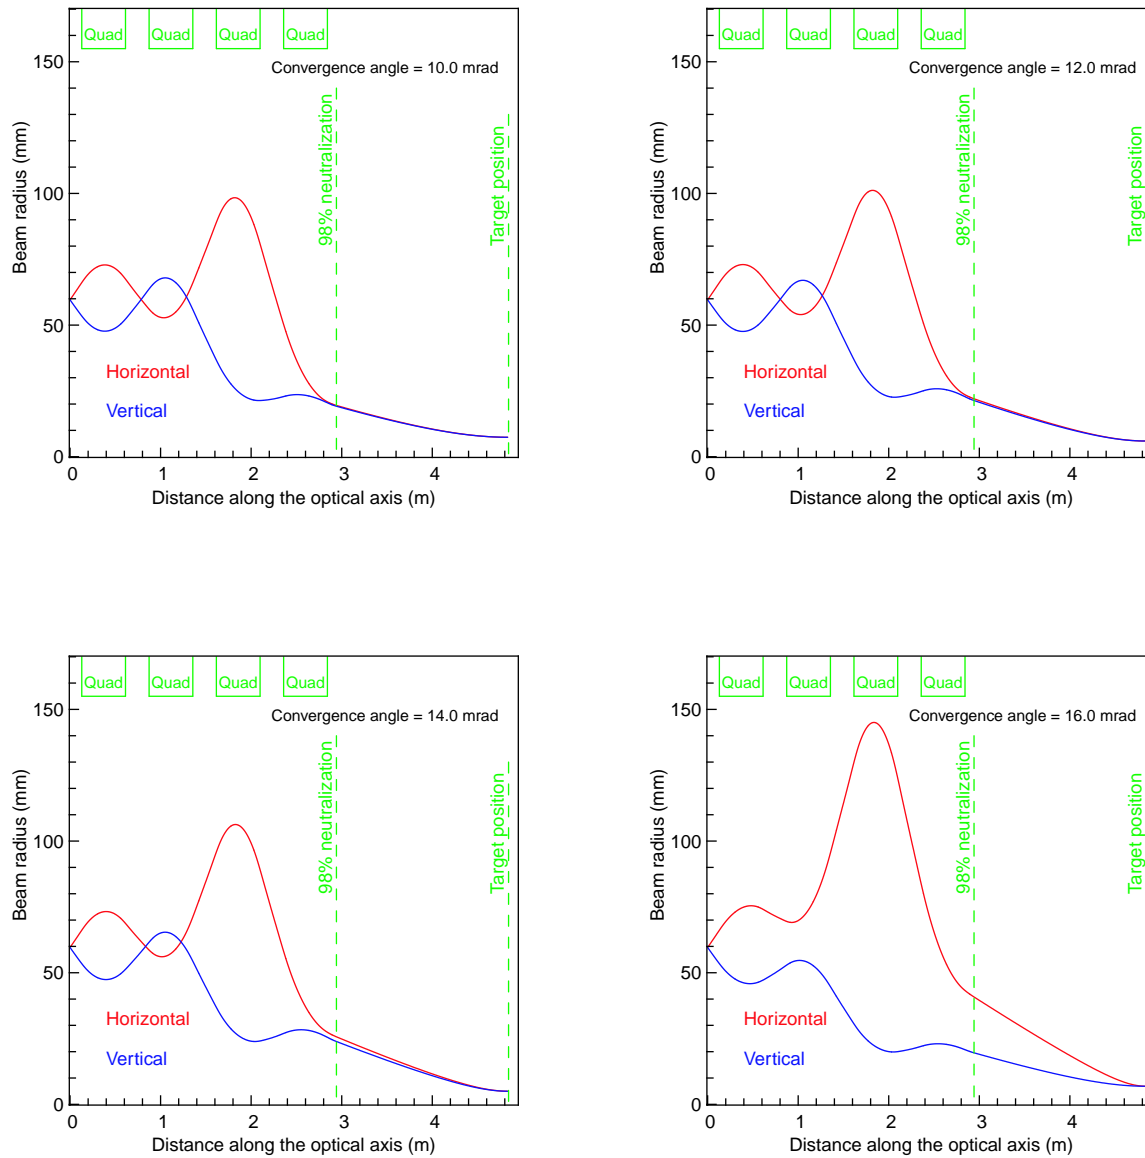 Quad Quad Quad Quad
Convergence angle = 10.0 mrad
150
100
50
0
Beam radius (mm)
98% neutralization
Target position
Horizontal
Vertical
0 1 2 3 4
Distance along the optical axis (m)
Quad Quad Quad Quad
Convergence angle = 12.0 mrad
150
100
50
0
Beam radius (mm)
98% neutralization
Target position
Horizontal
Vertical
0 1 2 3 4
Distance along the optical axis (m)
Quad Quad Quad Quad
Convergence angle = 14.0 mrad
150
100
50
0
Beam radius (mm)
98% neutralization
Target position
Horizontal
Vertical
0 1 2 3 4
Distance along the optical axis (m)
Quad Quad Quad Quad
Convergence angle = 16.0 mrad
150
100
50
0
Beam radius (mm)
98% neutralization
Target position
Horizontal
Vertical
0 1 2 3 4
Distance along the optical axis (m)